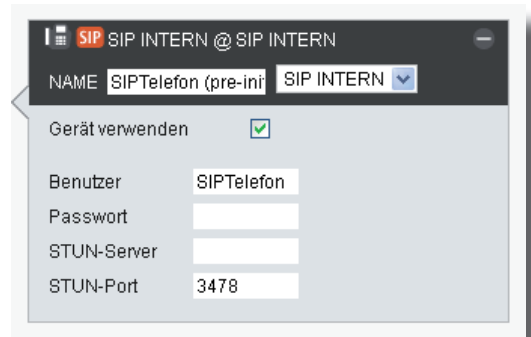 SIP SIP INTERN @ SIP INTERN
NAME SIPTelefon (pre-ini SIP INTERN
Gerät verwenden
Benutzer SIPTelefon
Passwort
STUN-Server
STUN-Port 3478